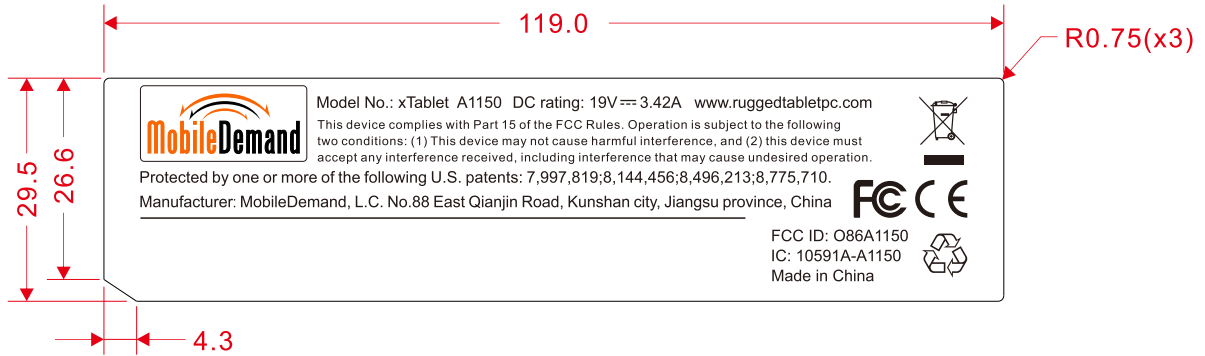 119.0
R0.75(x3)
MobileDemand
Model No.: xTablet A1150 DC rating: 19V⎓3.42A www.ruggedtabletpc.com
This device complies with Part 15 of the FCC Rules. Operation is subject to the following
two conditions: (1) This device may not cause harmful interference, and (2) this device must
accept any interference received, including interference that may cause undesired operation.
Protected by one or more of the following U.S. patents: 7,997,819;8,144,456;8,496,213;8,775,710.
Manufacturer: MobileDemand, L.C. No.88 East Qianjin Road, Kunshan city, Jiangsu province, China
FC CE
FCC ID: O86A1150
IC: 10591A-A1150
Made in China
29.5
26.6
4.3